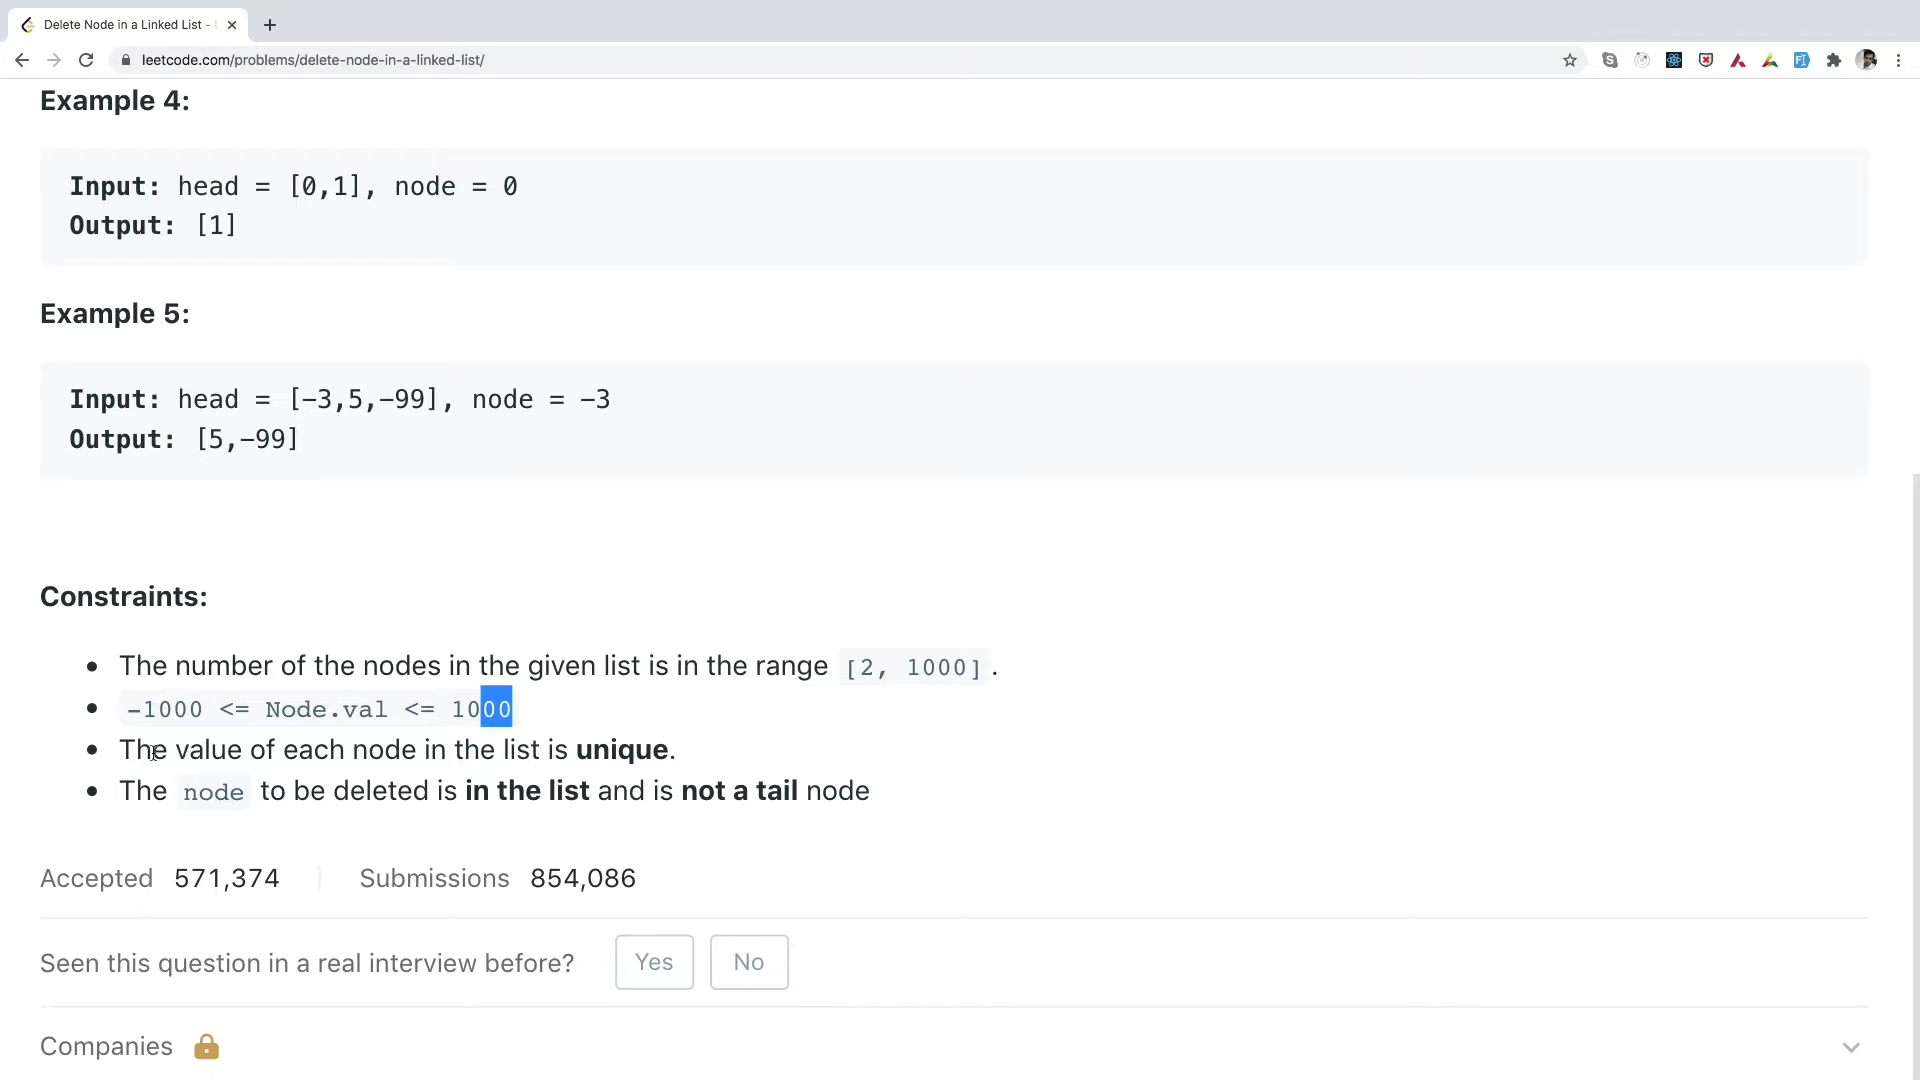 Delete Node in a Linked List -
leetcode.com/problems/delete-node-in-a-linked-list/
Example 4:
Input: head = [0,1], node = 0
Output: [1]
Example 5:
Input: head = [-3,5,-99], node = -3
Output: [5,-99]
Constraints:
• The number of the nodes in the given list is in the range [2, 1000].
• -1000 <= Node.val <= 1000
• The value of each node in the list is unique.
• The node to be deleted is in the list and is not a tail node
Accepted 571,374 Submissions 854,086
Seen this question in a real interview before? Yes No
Companies